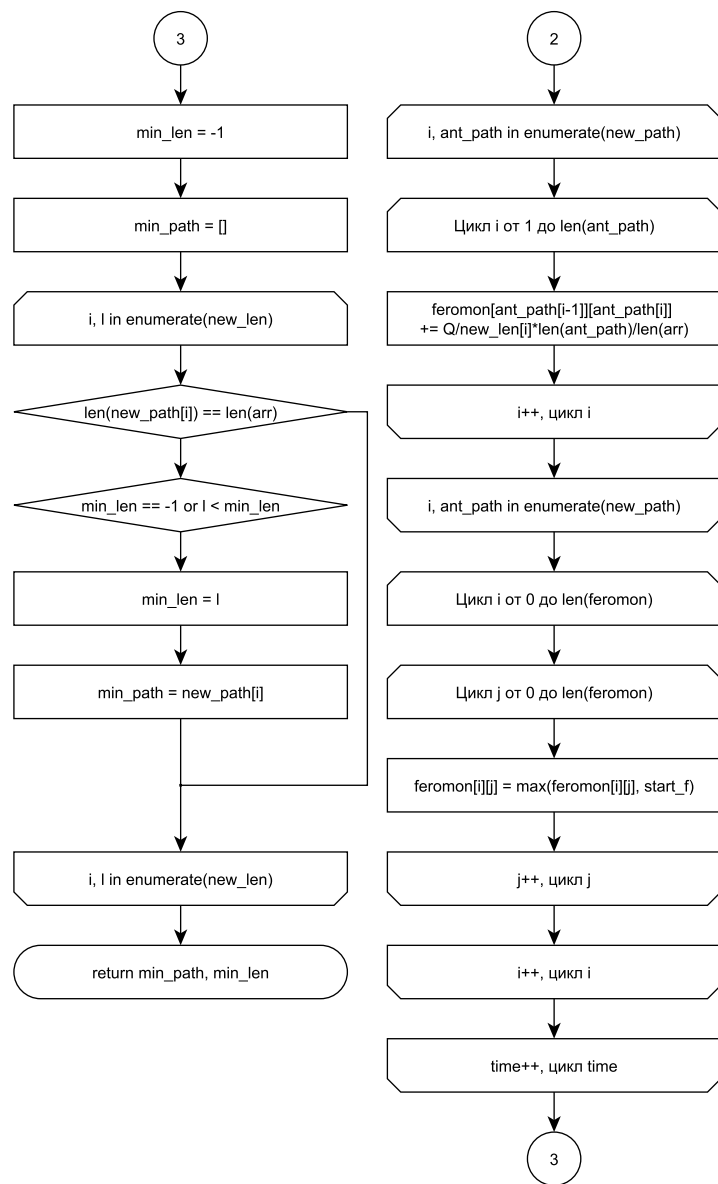 3
min_len = -1
min_path = []
i, l in enumerate(new_len)
len(new_path[i]) == len(arr)
min_len == -1 or l < min_len
min_len = l
min_path = new_path[i]
i, l in enumerate(new_len)
return min_path, min_len
2
i, ant_path in enumerate(new_path)
Цикл i от 1 до len(ant_path)
feromon[ant_path[i-1]][ant_path[i]]
+= Q/new_len[i]*len(ant_path)/len(arr)
i++, цикл i
i, ant_path in enumerate(new_path)
Цикл i от 0 до len(feromon)
Цикл j от 0 до len(feromon)
feromon[i][j] = max(feromon[i][j], start_f)
j++, цикл j
i++, цикл i
time++, цикл time
3